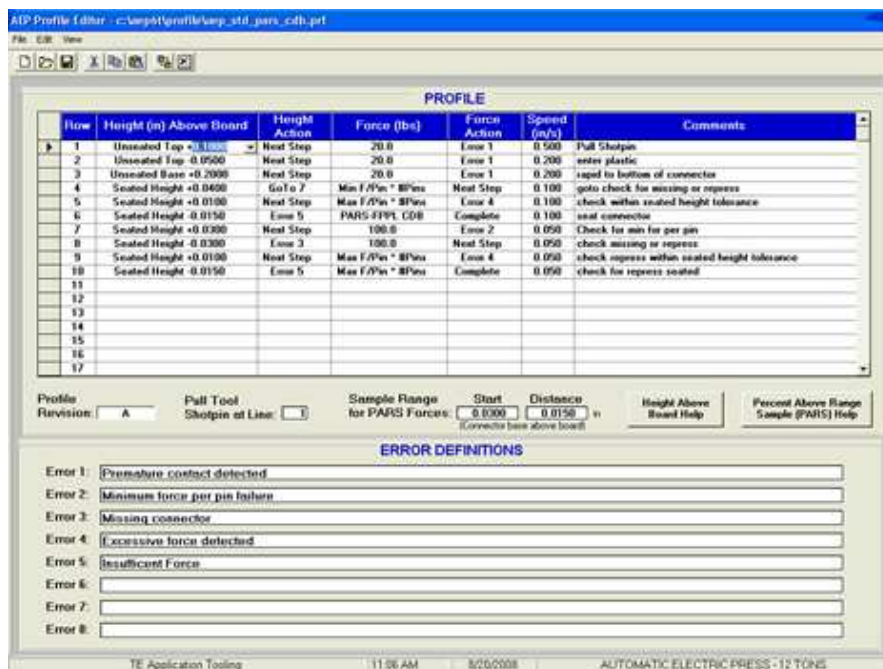 AEP Profile Editor - c:\aep6t\profile\aep_std_pars_cdb.prf
File Edit View
PROFILE
Row Height (in) Above Board Height Action Force (lbs) Force Action Speed (in/s) Comments
1 Unseated Top +0.1000 Next Step 20.0 Error 1 0.500 Pull Shotpin
2 Unseated Top -0.0500 Next Step 20.0 Error 1 0.200 enter plastic
3 Unseated Base +0.2000 Next Step 20.0 Error 1 0.200 rapid to bottom of connector
4 Seated Height +0.0400 GoTo 7 Min F/Pin * #Pins Next Step 0.100 goto check for missing or repress
5 Seated Height +0.0100 Next Step Max F/Pin * #Pins Error 4 0.100 check within seated height tolerance
6 Seated Height -0.0150 Error 5 PARS-FPPL CDB Complete 0.100 seat connector
7 Seated Height +0.0300 Next Step 100.0 Error 2 0.050 Check for min for per pin
8 Seated Height -0.0300 Error 3 100.0 Next Step 0.050 check missing or repress
9 Seated Height +0.0100 Next Step Max F/Pin * #Pins Error 4 0.050 check repress within seated height tolerance
10 Seated Height -0.0150 Error 5 Max F/Pin * #Pins Complete 0.050 check for repress seated
11
12
13
14
15
16
17
Profile Revision: A Pull Tool Shotpin at Line: 1 Sample Range for PARS Forces: Start 0.0300 Distance 0.0150 in
(Connector base above board)
Height Above Board Help
Percent Above Range Sample (PARS) Help
ERROR DEFINITIONS
Error 1: Premature contact detected
Error 2: Minimum force per pin failure
Error 3: Missing connector
Error 4: Excessive force detected
Error 5: Insufficent Force
Error 6:
Error 7:
Error 8:
TE Application Tooling 11:06 AM 8/20/2008 AUTOMATIC ELECTRIC PRESS - 12 TONS